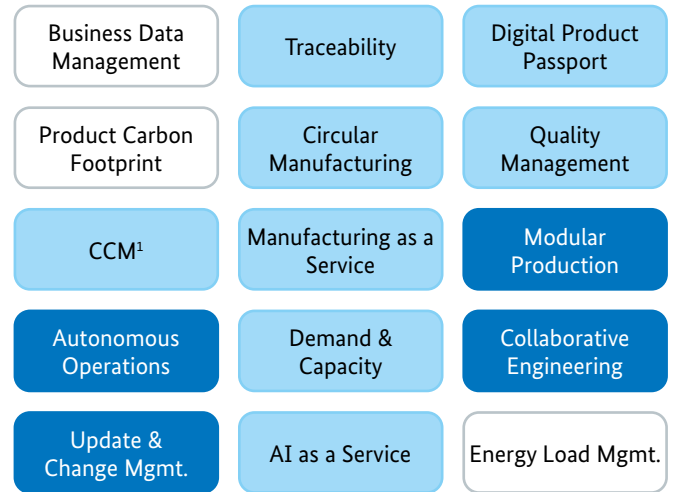 Business Data
Management
Traceability
Digital Product
Passport
Product Carbon
Footprint
Circular
Manufacturing
Quality
Management
CCM¹
Manufacturing as a
Service
Modular
Production
Autonomous
Operations
Demand &
Capacity
Collaborative
Engineering
Update &
Change Mgmt.
AI as a Service
Energy Load Mgmt.